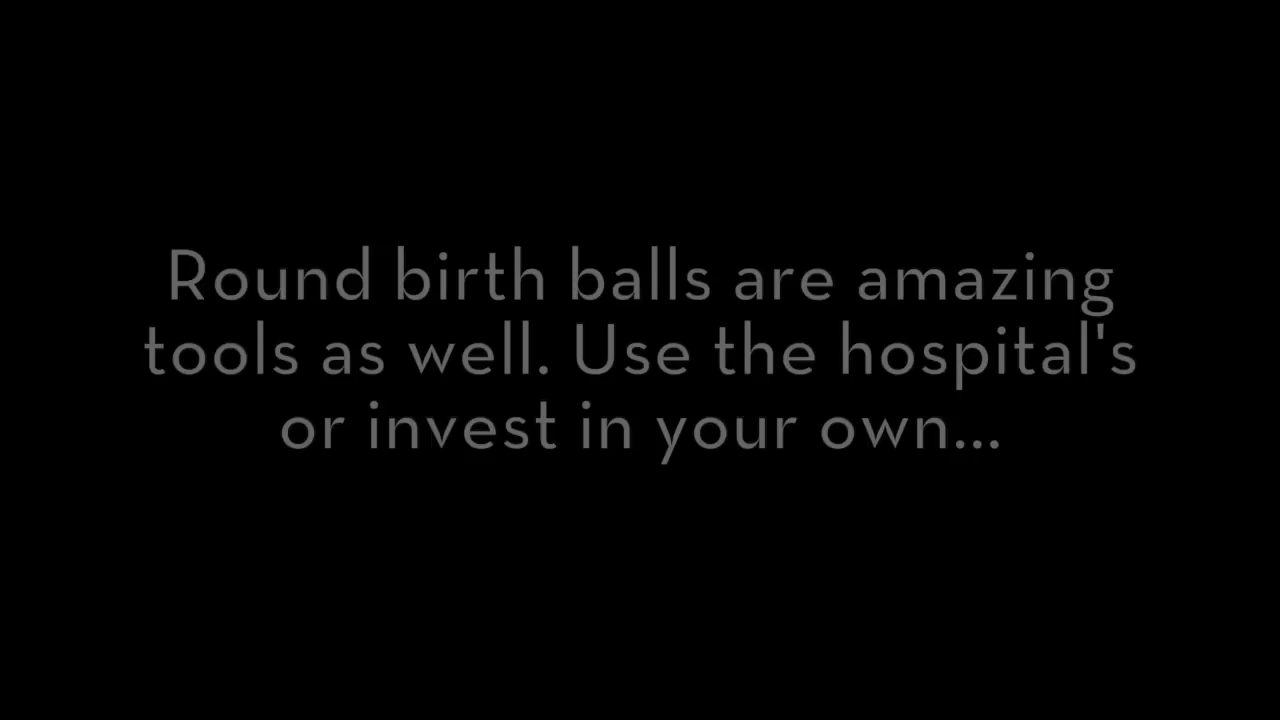 Round birth balls are amazing
tools as well. Use the hospital's
or invest in your own...